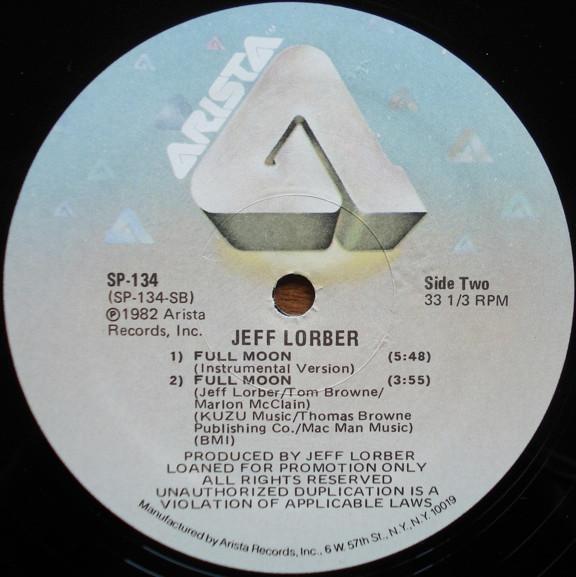 ARISTA™
SP-134
(SP-134-SB)
℗1982 Arista
Records, Inc.
Side Two
33 1/3 RPM
JEFF LORBER
1) FULL MOON (5:48)
(Instrumental Version)
2) FULL MOON (3:55)
(Jeff Lorber/Tom Browne/
Marlon McClain)
(KUZU Music/Thomas Browne
Publishing Co./Mac Man Music)
(BMI)
PRODUCED BY JEFF LORBER
LOANED FOR PROMOTION ONLY
ALL RIGHTS RESERVED
UNAUTHORIZED DUPLICATION IS A
VIOLATION OF APPLICABLE LAWS
Manufactured by Arista Records, Inc., 6 W. 57th St., N.Y., N.Y. 10019